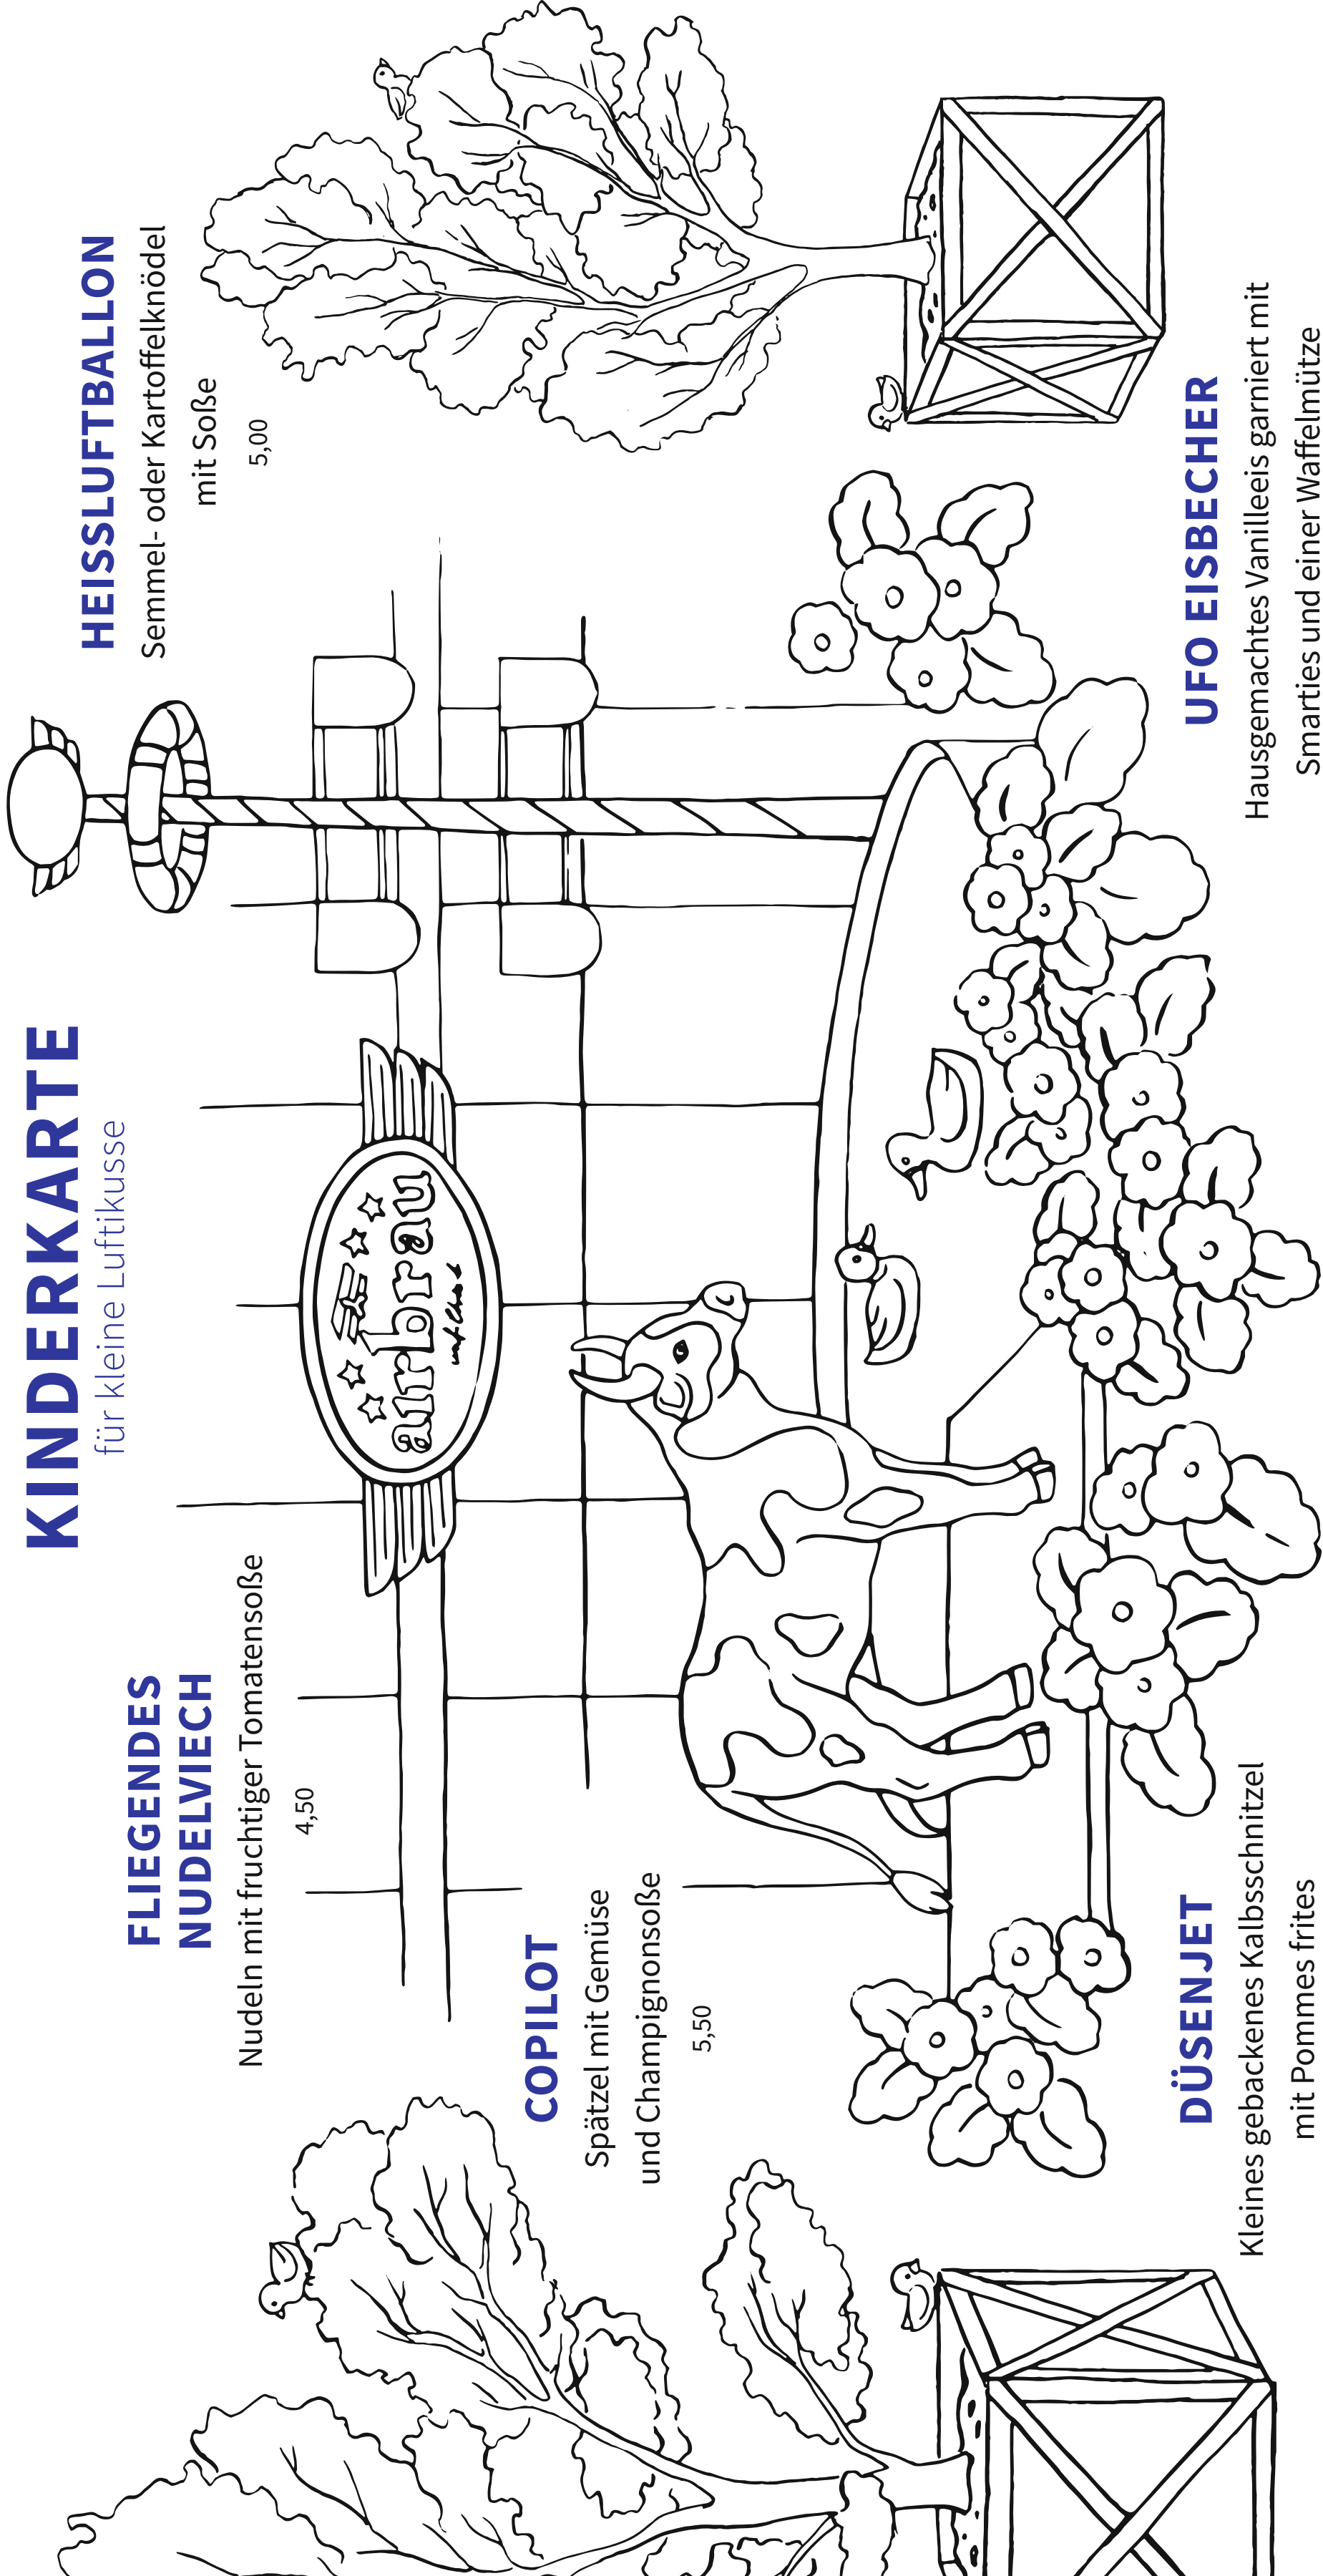 KINDERKARTE
für kleine Luftikusse
FLIEGENDES
NUDELVIECH
Nudeln mit fruchtiger Tomatensoße
4,50
HEISSLUFTBALLON
Semmel- oder Kartoffelknödel
mit Soße
5,00
airbräu
COPILOT
Spätzel mit Gemüse
und Champignonsoße
5,50
DÜSENJET
Kleines gebackenes Kalbsschnitzel
mit Pommes frites
UFO EISBECHER
Hausgemachtes Vanilleeis garniert mit
Smarties und einer Waffelmütze